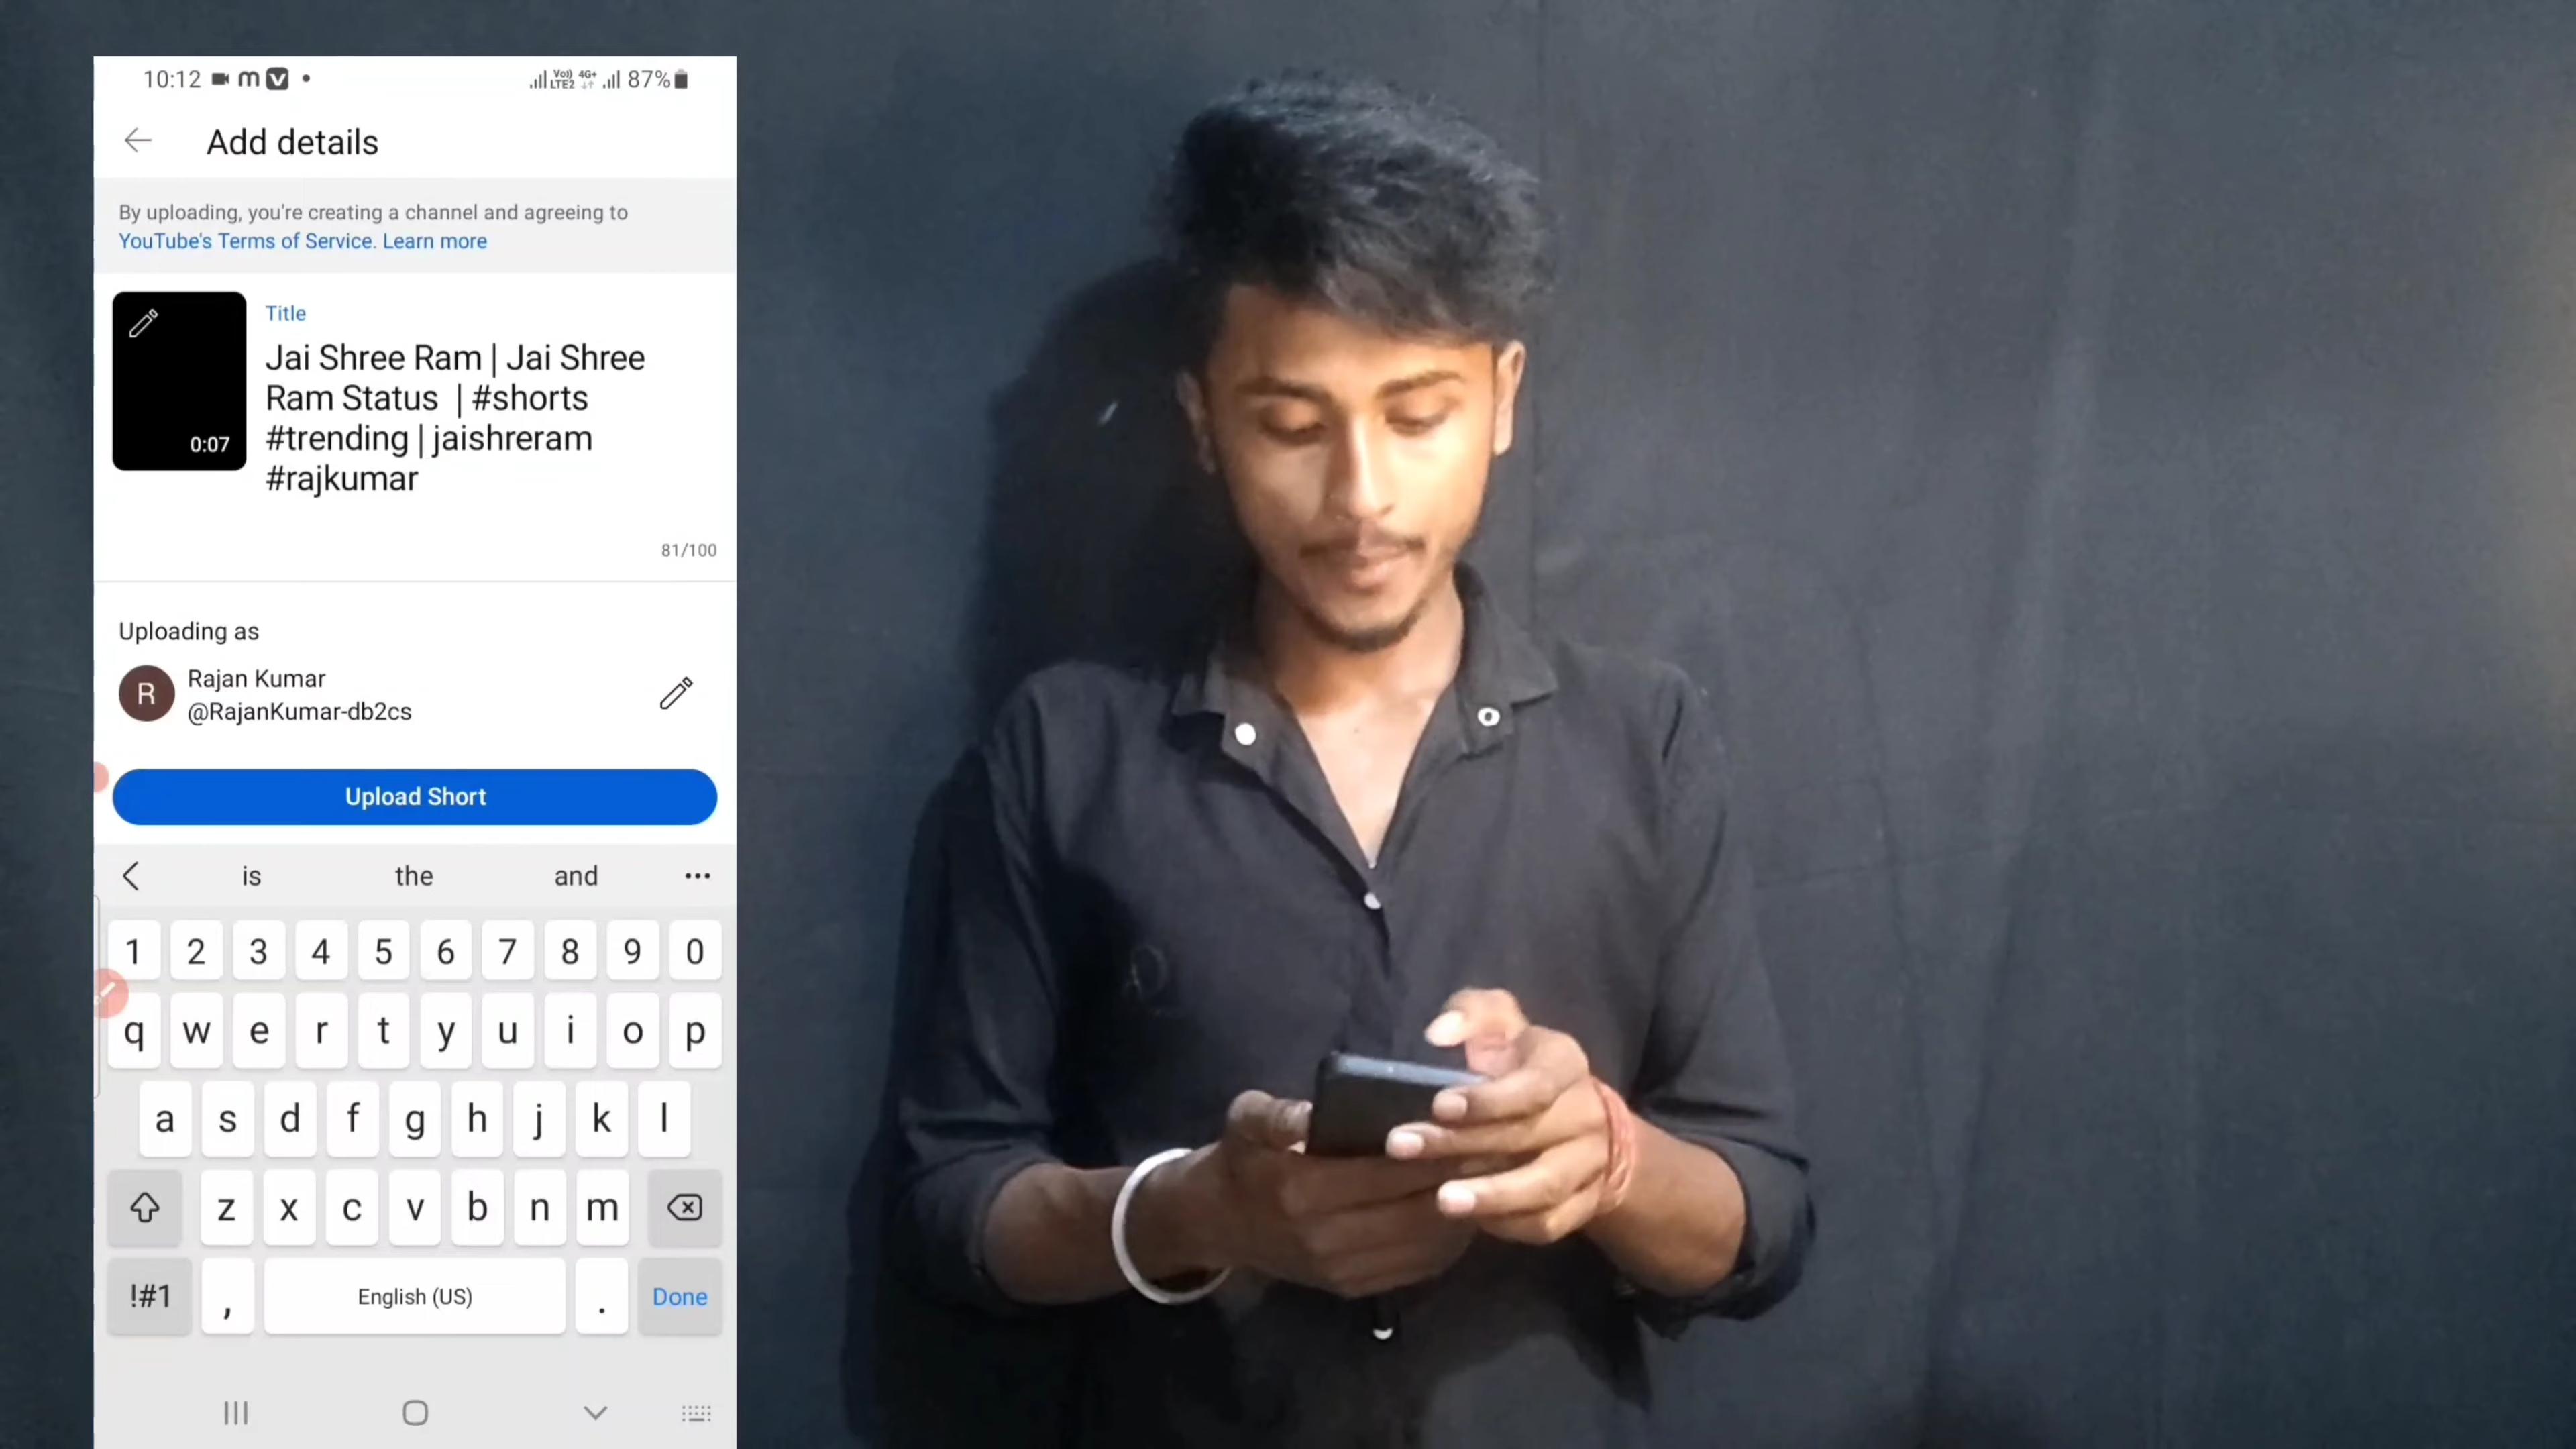 10:12 87%
Add details
By uploading, you're creating a channel and agreeing to
YouTube's Terms of Service. Learn more
Title
Jai Shree Ram | Jai Shree
Ram Status | #shorts
#trending | jaishreram
#rajkumar
0:07
81/100
Uploading as
R
Rajan Kumar
@RajanKumar-db2cs
Upload Short
is the and
1 2 3 4 5 6 7 8 9 0
q w e r t y u i o p
a s d f g h j k l
z x c v b n m
!#1 , English (US) . Done